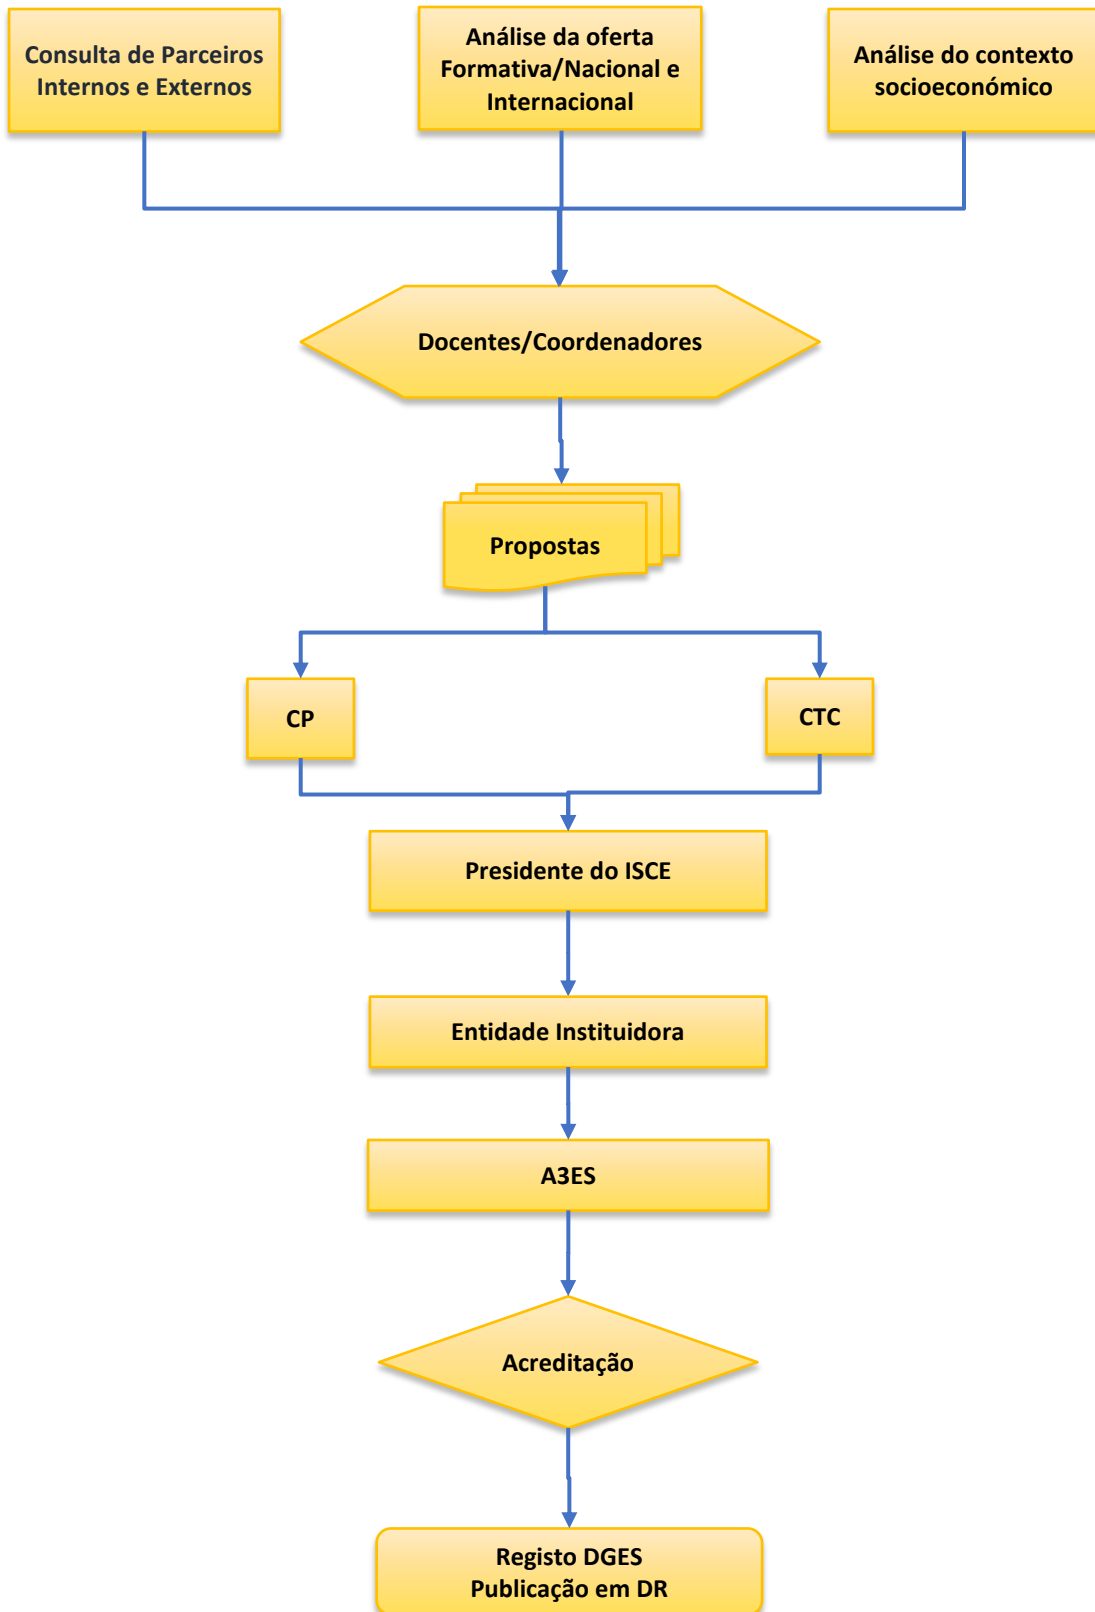 Consulta de Parceiros
Internos e Externos
Análise da oferta
Formativa/Nacional e
Internacional
Análise do contexto
socioeconómico
Docentes/Coordenadores
Propostas
CP
CTC
Presidente do ISCE
Entidade Instituidora
A3ES
Acreditação
Registo DGES
Publicação em DR